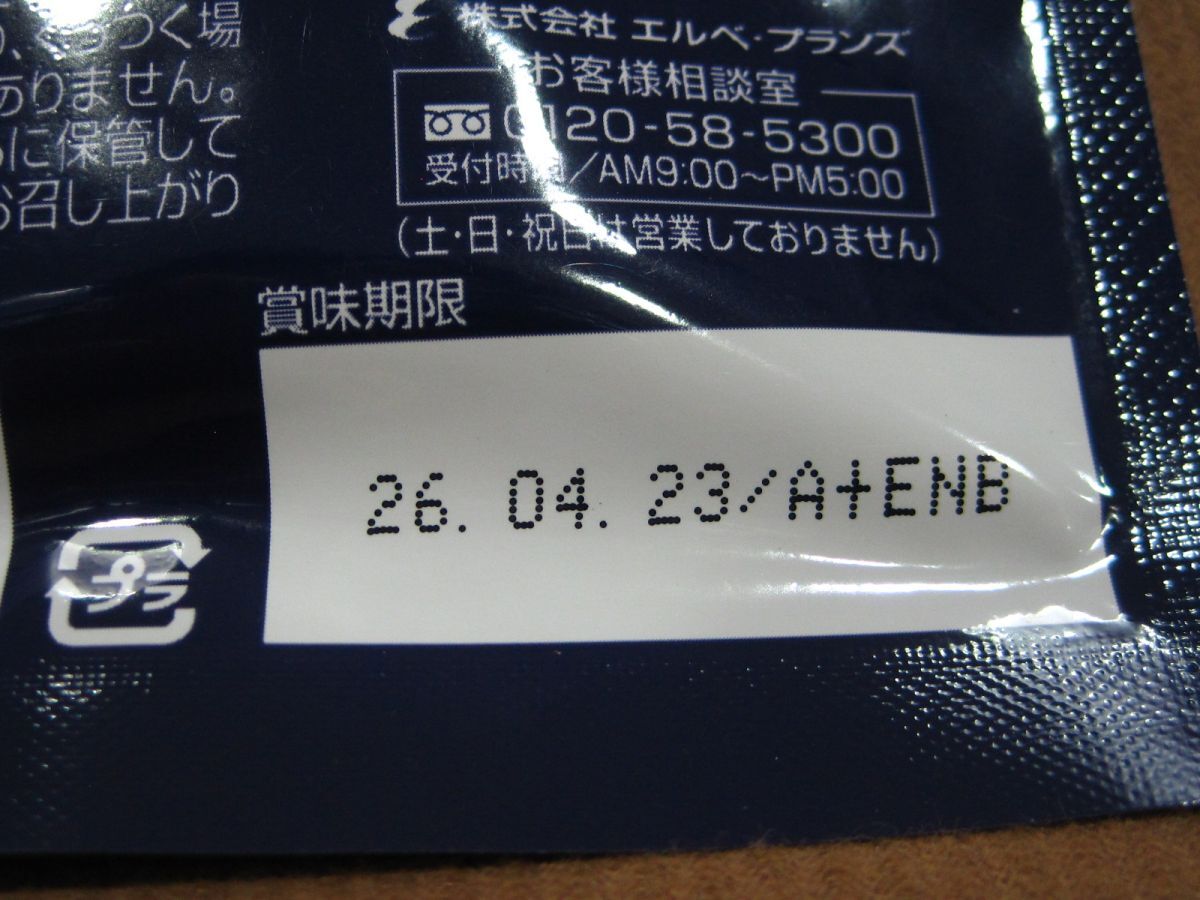 つく場
ありません。
に保管して
お召し上がり
株式会社 エルベ・プランズ
お客様相談室
0120-58-5300
受付時間/AM9:00~PM5:00
(土・日・祝日は営業しておりません)
賞味期限
26.04.23/A+ENB
プラ